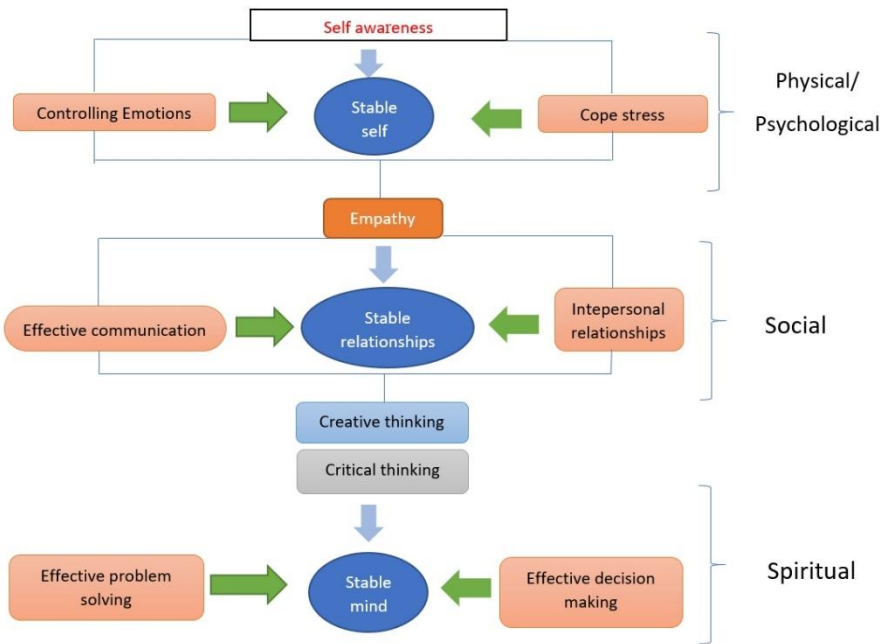 Self awareness
Physical/
Psychological
Controlling Emotions
Stable
self
Cope stress
Empathy
Effective communication
Stable
relationships
Intepersonal
relationships
Social
Creative thinking
Critical thinking
Effective problem
solving
Stable
mind
Effective decision
making
Spiritual